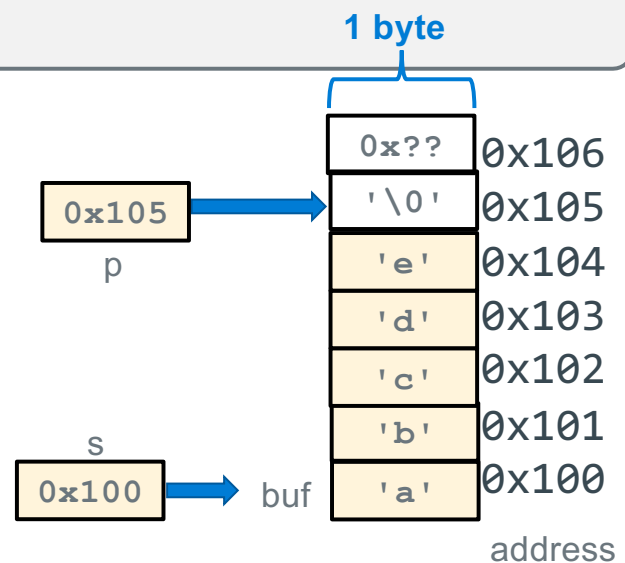 1 byte
0x?? 0x106
0x105 '\0' 0x105
p 'e' 0x104
'd' 0x103
'c' 0x102
s 'b' 0x101
0x100 buf 'a' 0x100
address